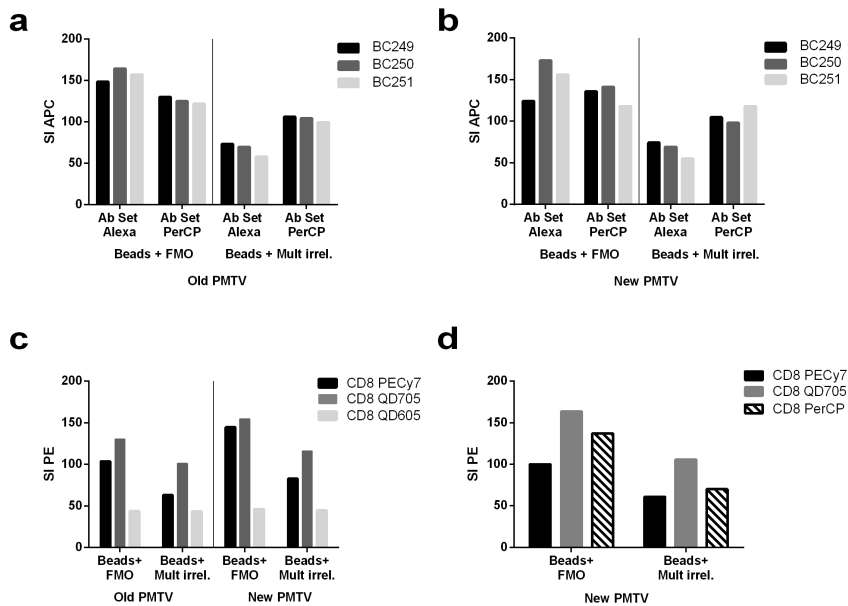 a
200
150
100
50
0
SI APC
BC249
BC250
BC251
Ab Set Alexa
Ab Set PerCP
Ab Set Alexa
Ab Set PerCP
Beads + FMO
Beads + Mult irrel.
Old PMTV
b
200
150
100
50
0
SI APC
BC249
BC250
BC251
Ab Set Alexa
Ab Set PerCP
Ab Set Alexa
Ab Set PerCP
Beads + FMO
Beads + Mult irrel.
New PMTV
c
200
150
100
50
0
SI PE
CD8 PECy7
CD8 QD705
CD8 QD605
Beads+ FMO
Beads+ Mult irrel.
Beads+ FMO
Beads+ Mult irrel.
Old PMTV
New PMTV
d
200
150
100
50
0
SI PE
CD8 PECy7
CD8 QD705
CD8 PerCP
Beads+ FMO
Beads+ Mult irrel.
New PMTV